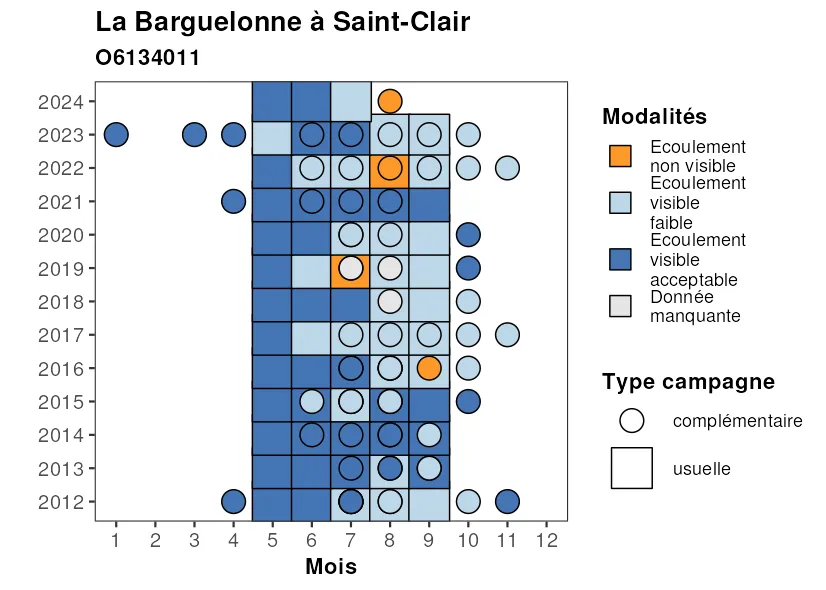 La Barguelonne à Saint-Clair
O6134011
2024
2023
2022
2021
2020
2019
2018
2017
2016
2015
2014
2013
2012
1 2 3 4 5 6 7 8 9 10 11 12
Mois
Modalités
Ecoulement
non visible
Ecoulement
visible
faible
Ecoulement
visible
acceptable
Donnée
manquante
Type campagne
complémentaire
usuelle